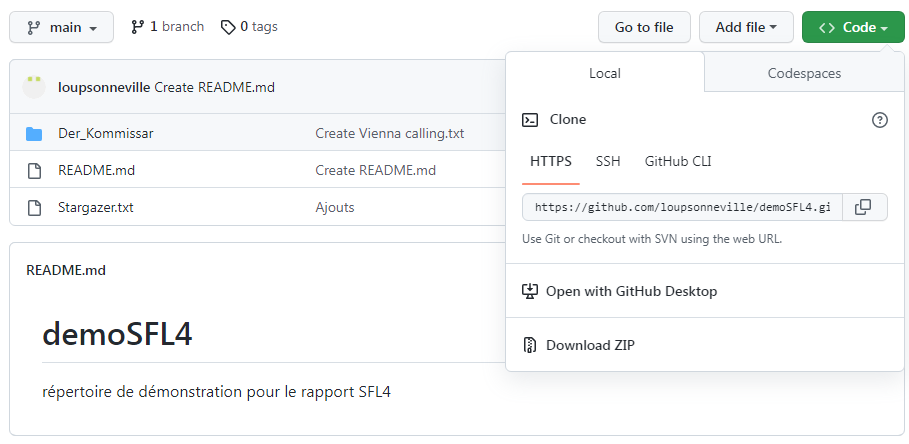 main
1 branch
0 tags
Go to file
Add file
Code
loupsonneville Create README.md
Der_Kommissar
Create Vienna calling.txt
README.md
Create README.md
Stargazer.txt
Ajouts
Local
Codespaces
Clone
HTTPS
SSH
GitHub CLI
https://github.com/loupsonneville/demoSFL4.gi
Use Git or checkout with SVN using the web URL.
Open with GitHub Desktop
Download ZIP
README.md
demoSFL4
répertoire de démonstration pour le rapport SFL4